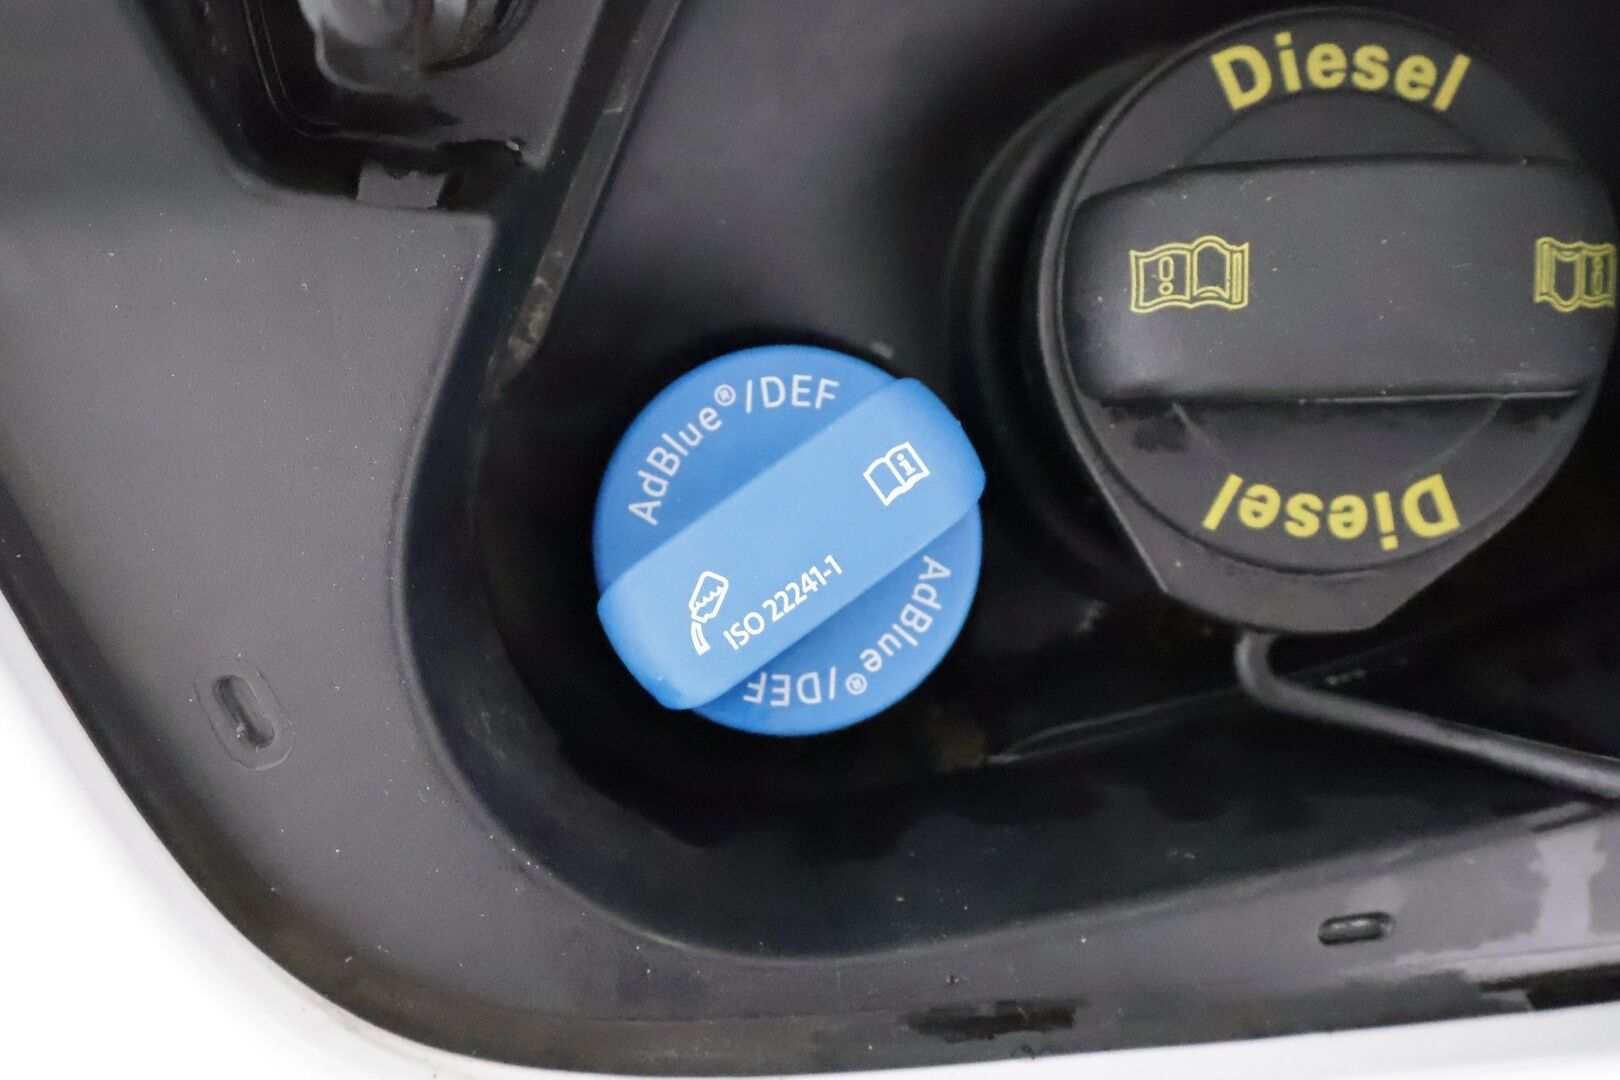 Diesel
Diesel
AdBlue®/DEF
ISO 22241-1
AdBlue®/DEF